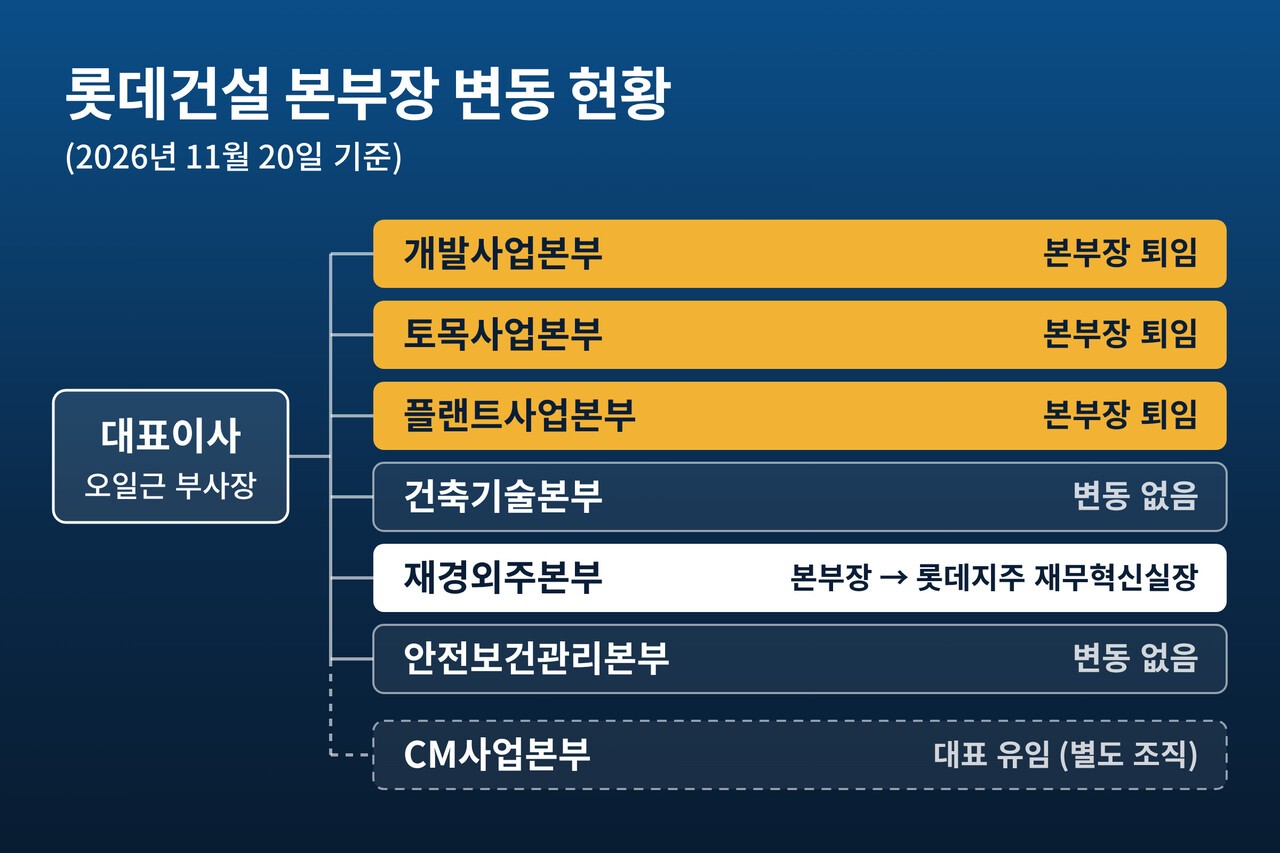 롯데건설 본부장 변동 현황
(2026년 11월 20일 기준)
대표이사
오일근 부사장
개발사업본부 본부장 퇴임
토목사업본부 본부장 퇴임
플랜트사업본부 본부장 퇴임
건축기술본부 변동 없음
재경외주본부 본부장 → 롯데지주 재무혁신실장
안전보건관리본부 변동 없음
CM사업본부 대표 유임 (별도 조직)